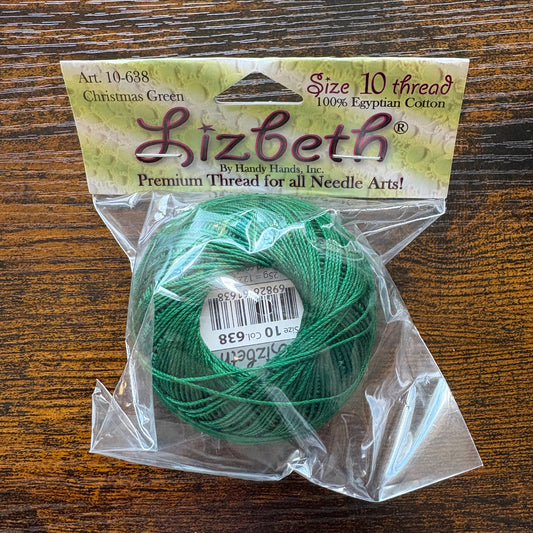 Art. 10-638
Christmas Green
Size 10 thread
100% Egyptian Cotton
Lizbeth®
By Handy Hands, Inc.
Premium Thread for all Needle Arts!
Size 10 Col.638
Lizbeth